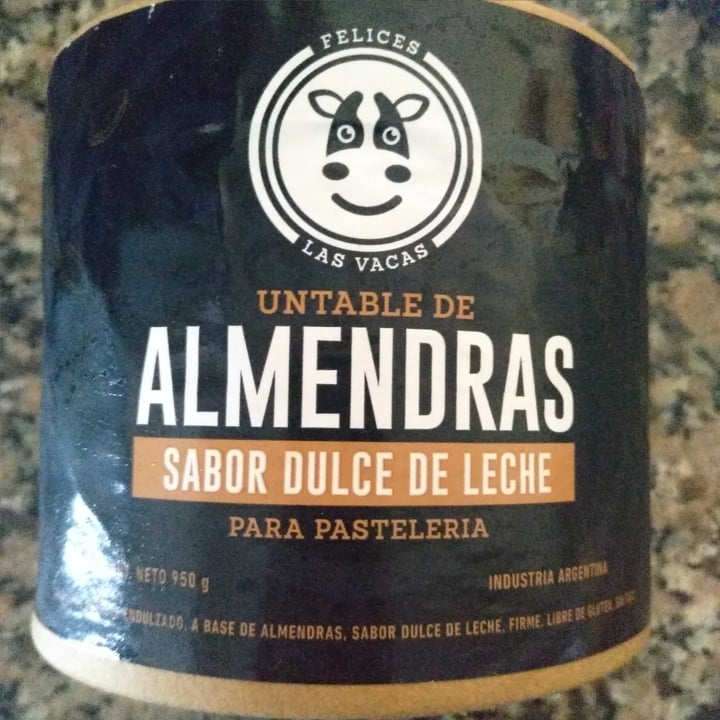 FELICES
LAS VACAS
UNTABLE DE
ALMENDRAS
SABOR DULCE DE LECHE
PARA PASTELERIA
NETO 950 g
INDUSTRIA ARGENTINA
A BASE DE ALMENDRAS, SABOR DULCE DE LECHE, FIRME. LIBRE DE GLUTEN.